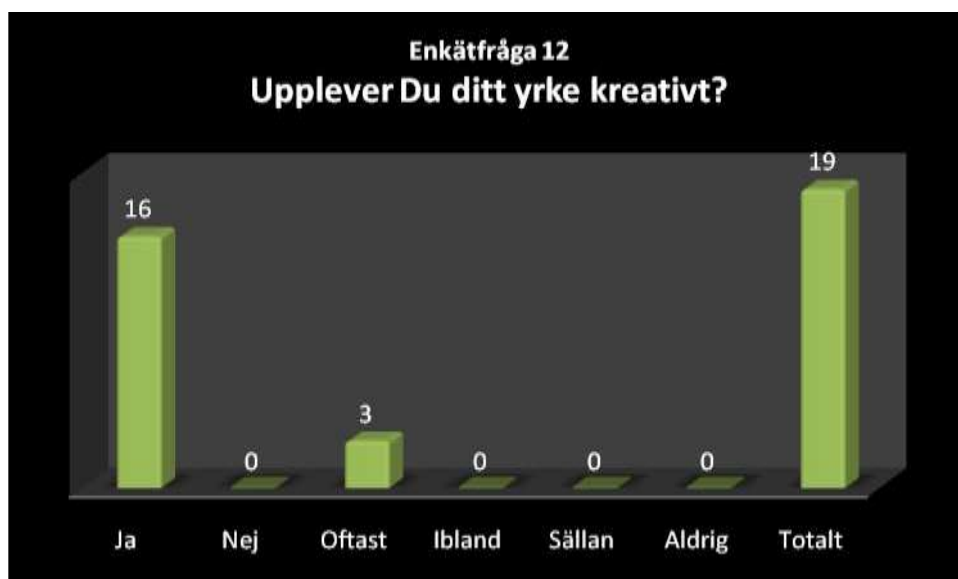 Enkätfråga 12
Upplever Du ditt yrke kreativt?
19
16
3
0
0
0
0
Ja Nej Oftast Ibland Sällan Aldrig Totalt